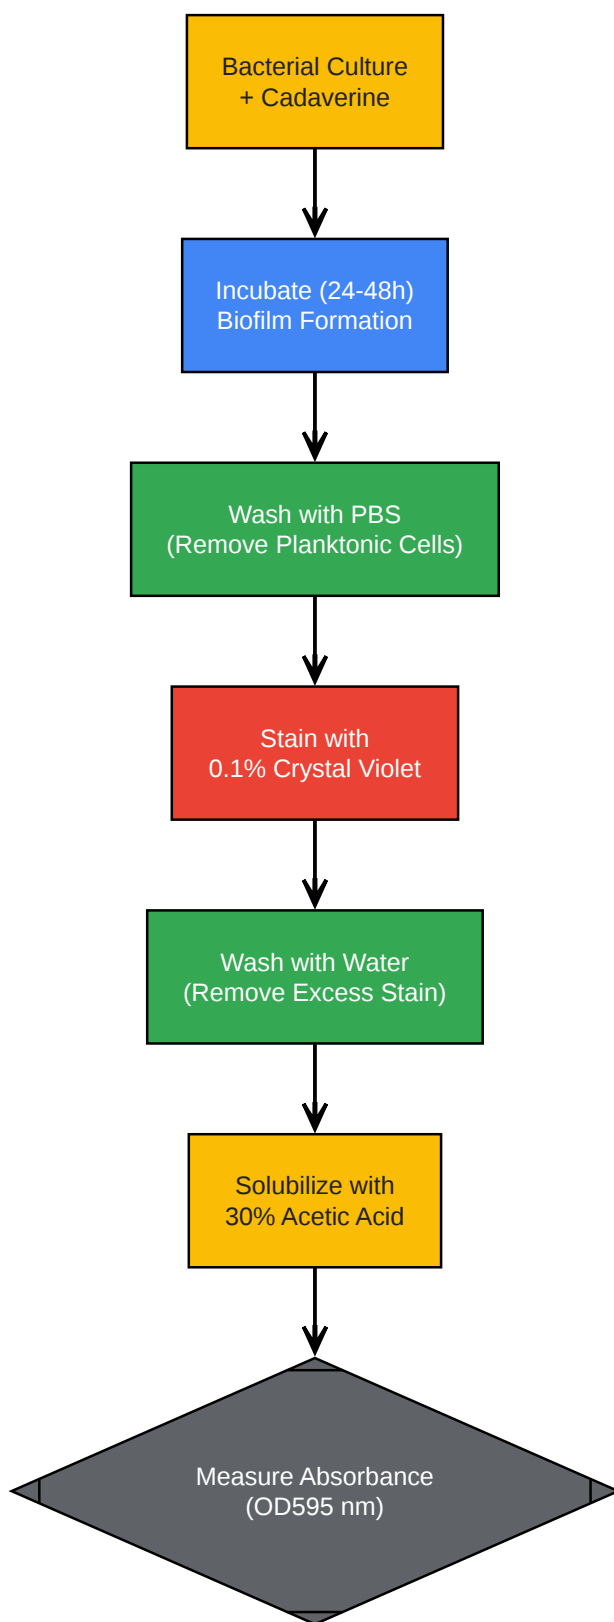 Bacterial Culture
+ Cadaverine
Incubate (24-48h)
Biofilm Formation
Wash with PBS
(Remove Planktonic Cells)
Stain with
0.1% Crystal Violet
Wash with Water
(Remove Excess Stain)
Solubilize with
30% Acetic Acid
Measure Absorbance
(OD595 nm)